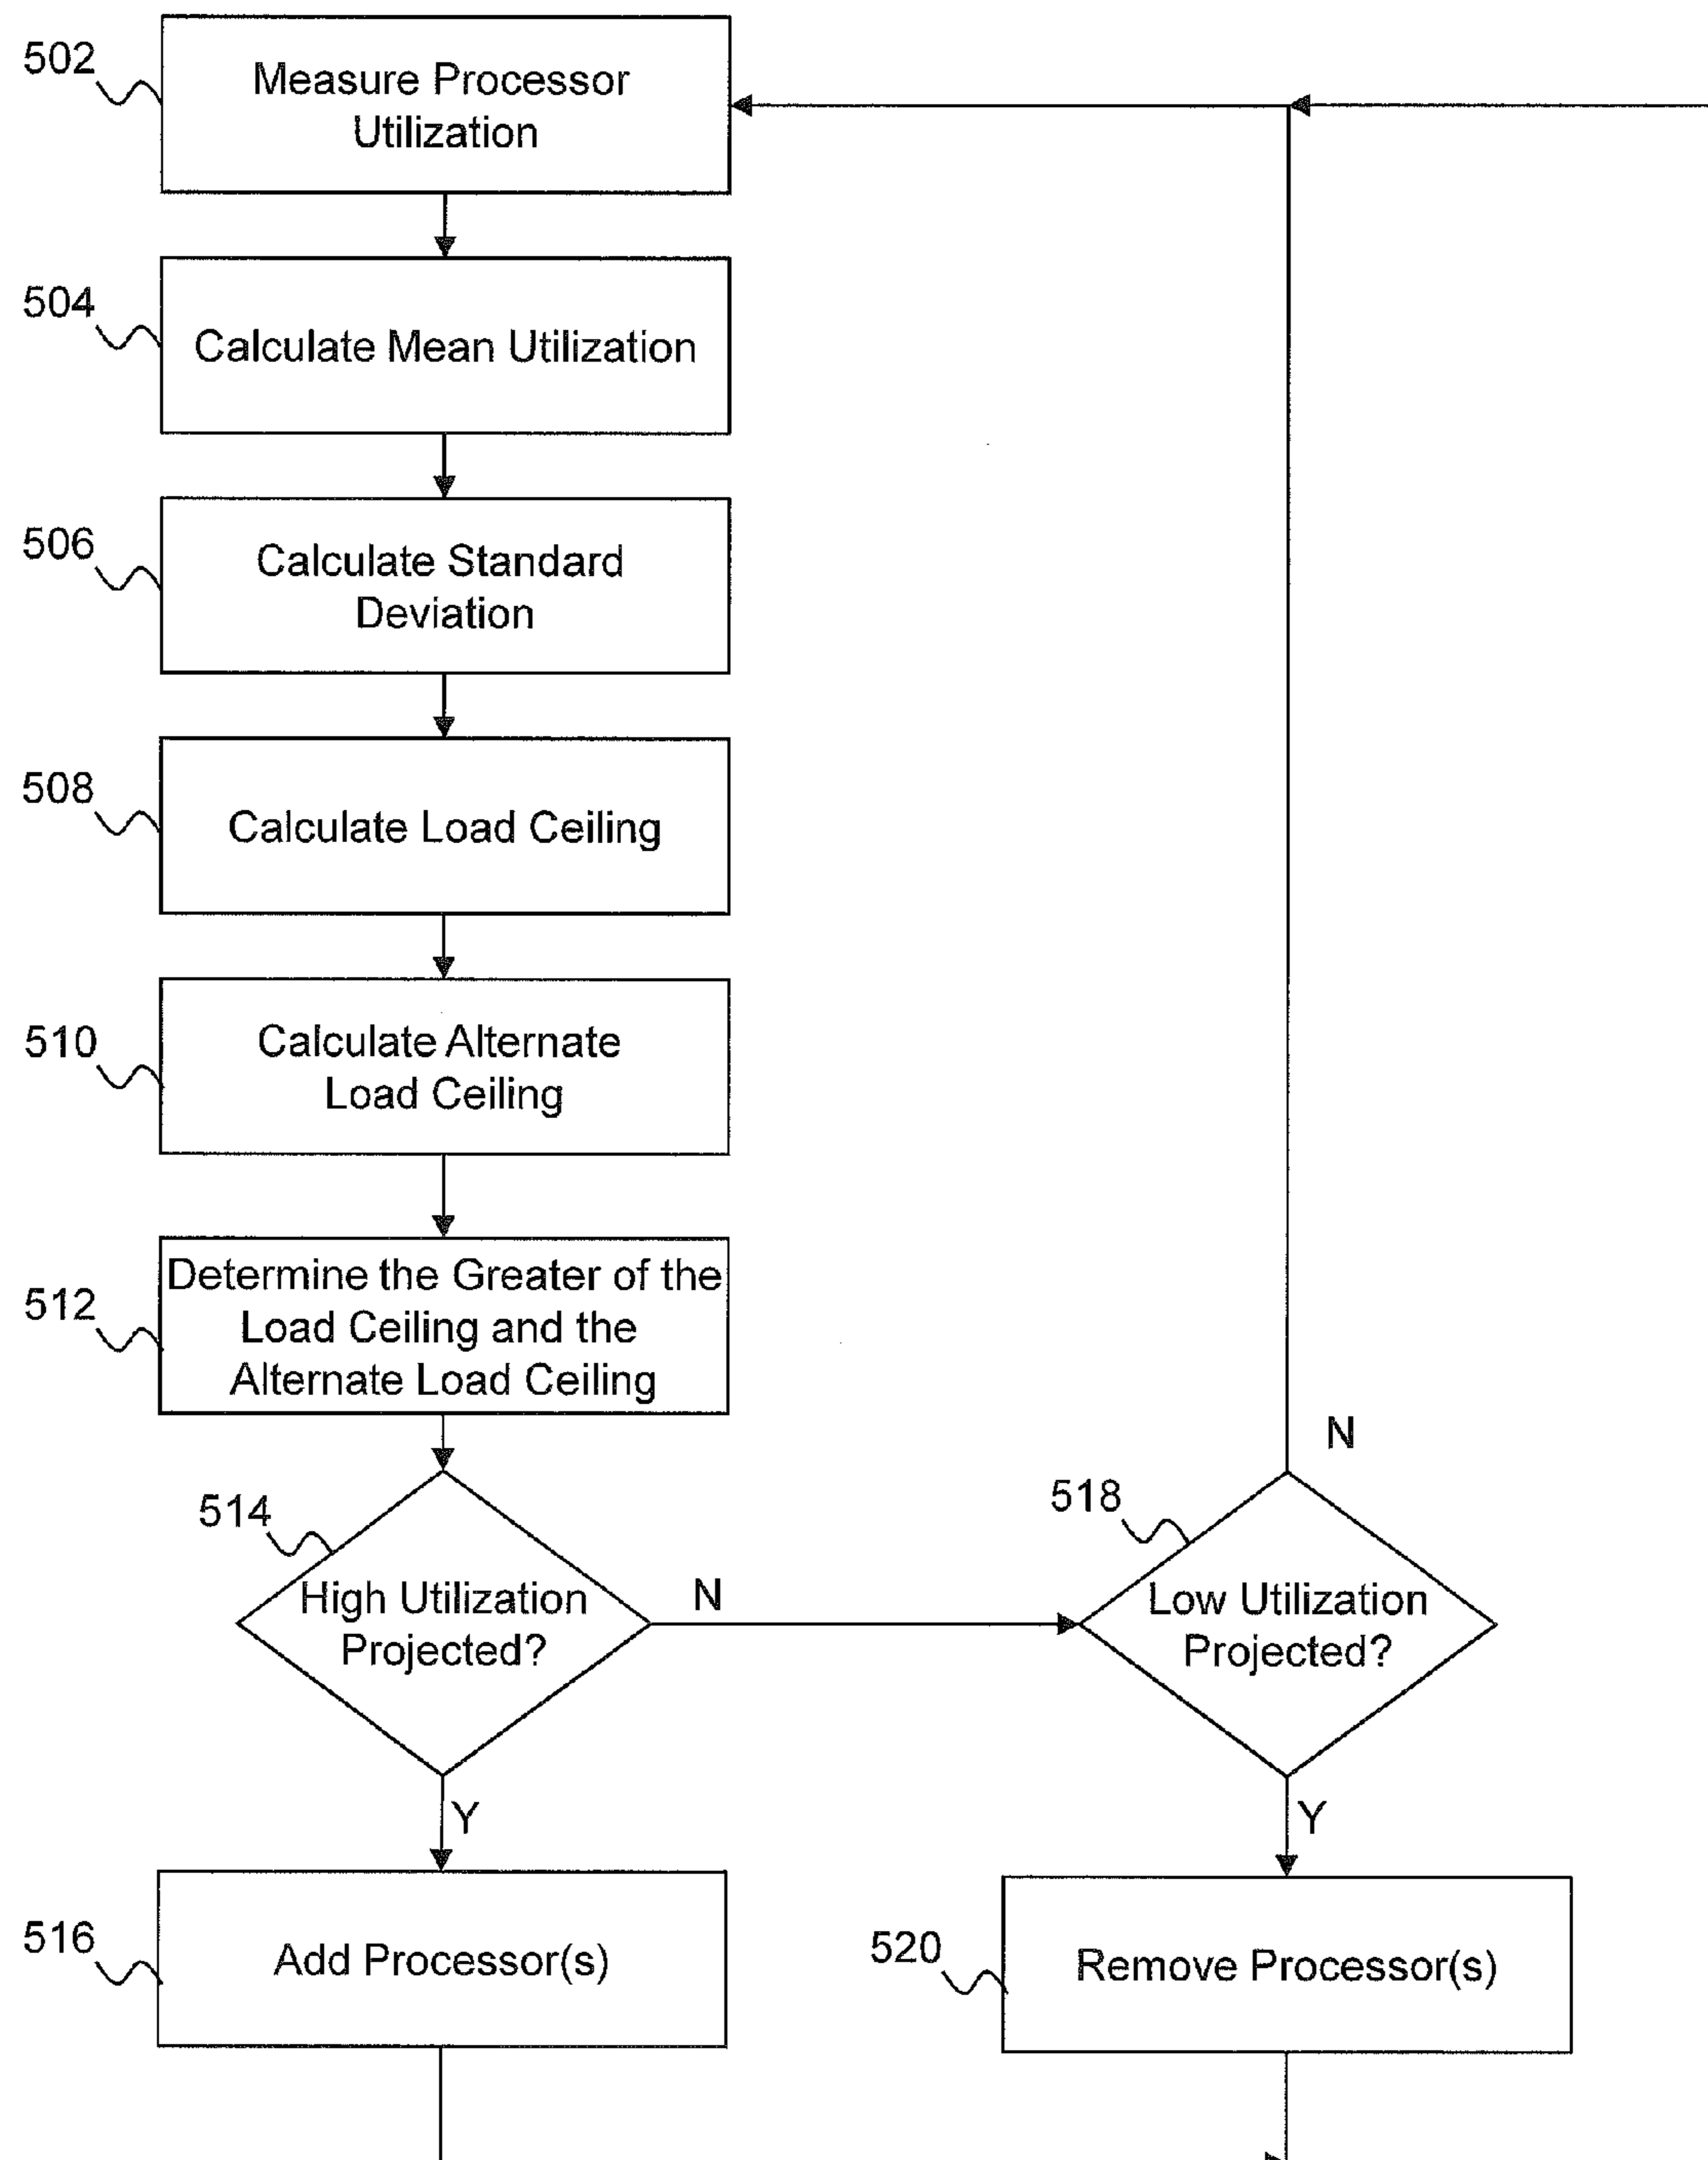 502
Measure Processor
Utilization
504
Calculate Mean Utilization
506
Calculate Standard
Deviation
508
Calculate Load Ceiling
510
Calculate Alternate
Load Ceiling
512
Determine the Greater of the
Load Ceiling and the
Alternate Load Ceiling
514
High Utilization
Projected?
N
518
Low Utilization
Projected?
N
Y
Y
516
Add Processor(s)
520
Remove Processor(s)